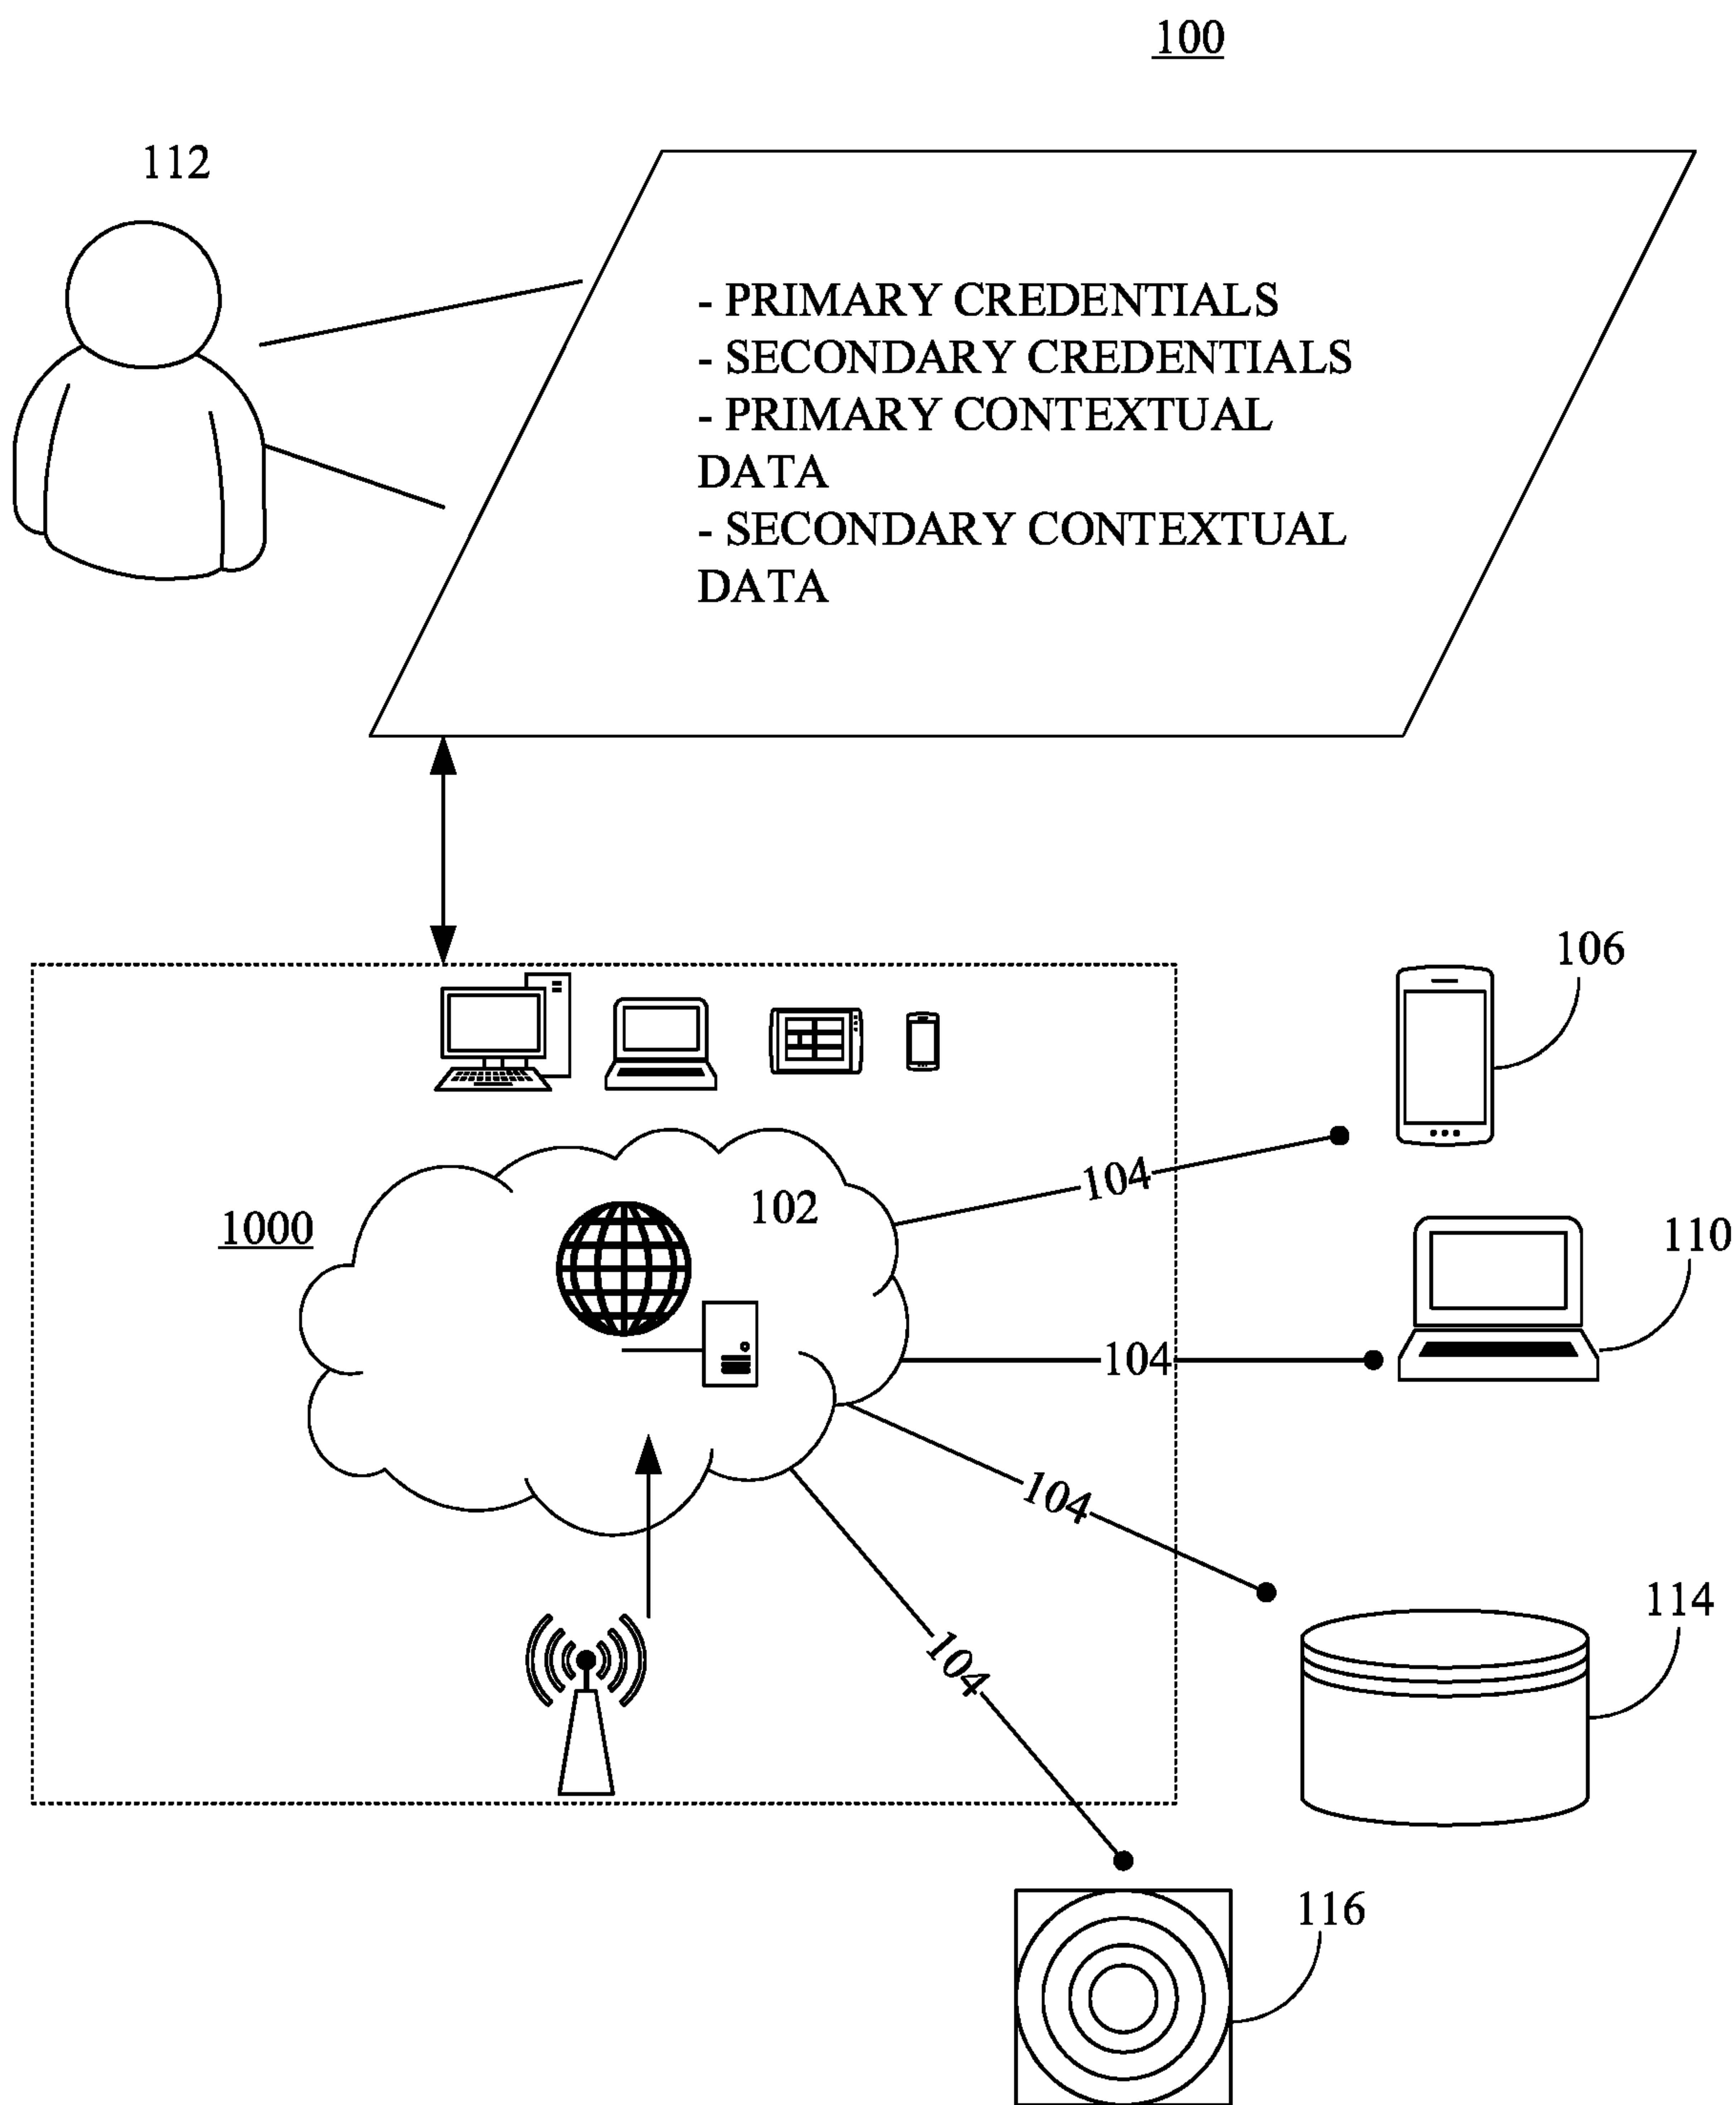 100
112
- PRIMARY CREDENTIALS
- SECONDARY CREDENTIALS
- PRIMARY CONTEXTUAL
DATA
- SECONDARY CONTEXTUAL
DATA
106
104
102
1000
110
104
104
114
104
116